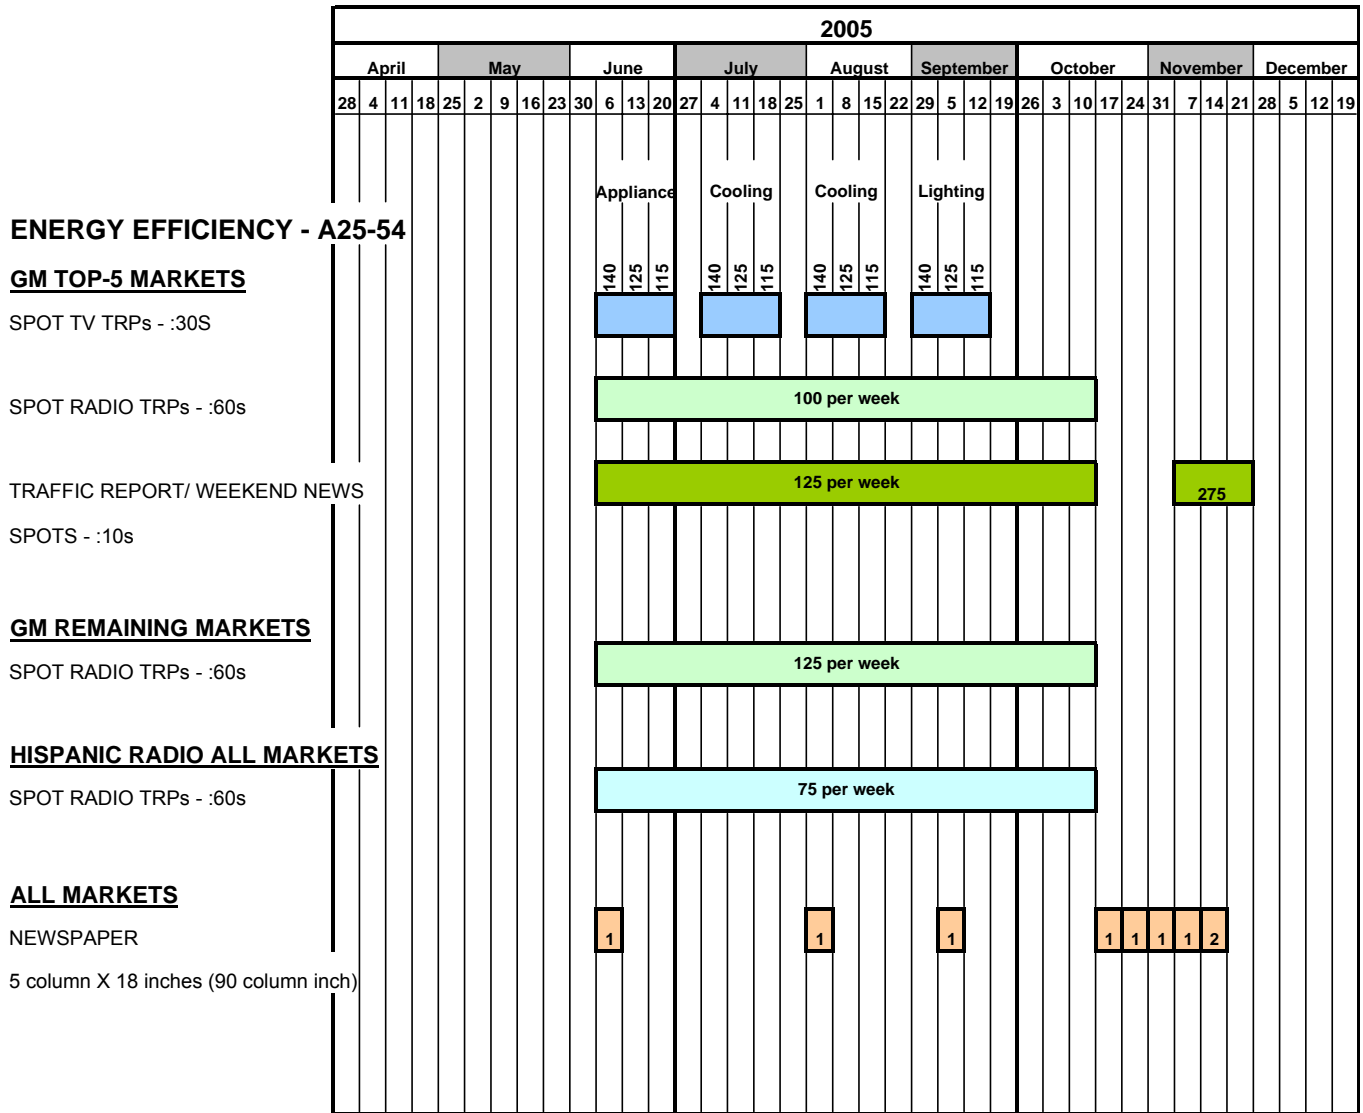 2005
April May June July August September October November December
28 4 11 18 25 2 9 16 23 30 6 13 20 27 4 11 18 25 1 8 15 22 29 5 12 19 26 3 10 17 24 31 7 14 21 28 5 12 19
Appliance Cooling Cooling Lighting
ENERGY EFFICIENCY - A25-54
GM TOP-5 MARKETS
140 125 115 140 125 115 140 125 115 140 125 115
SPOT TV TRPs - :30S
SPOT RADIO TRPs - :60s 100 per week
TRAFFIC REPORT/ WEEKEND NEWS 125 per week 275
SPOTS - :10s
GM REMAINING MARKETS
SPOT RADIO TRPs - :60s 125 per week
HISPANIC RADIO ALL MARKETS
SPOT RADIO TRPs - :60s 75 per week
ALL MARKETS
NEWSPAPER 1 1 1 1 1 1 1 2
5 column X 18 inches (90 column inch)